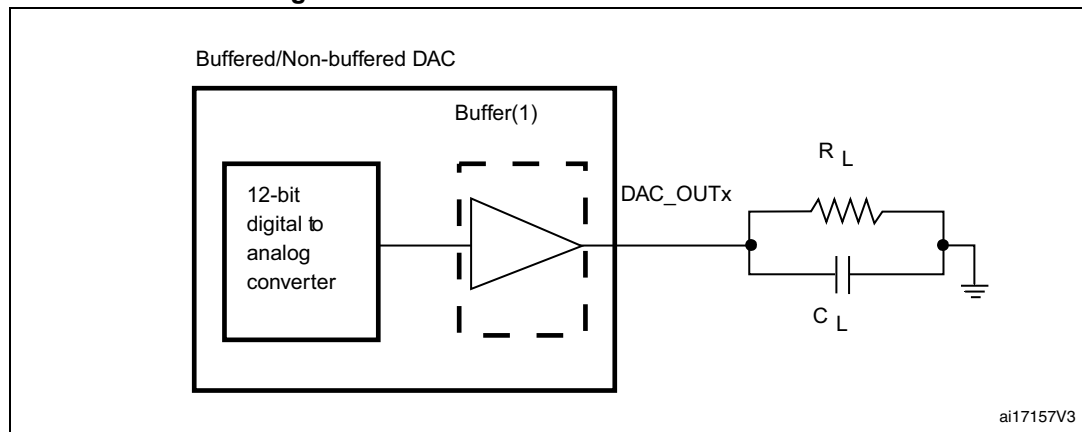 Buffered/Non-buffered DAC
Buffer(1)
12-bit
digital to
analog
converter
DAC_OUTx
R L
C L
ai17157V3